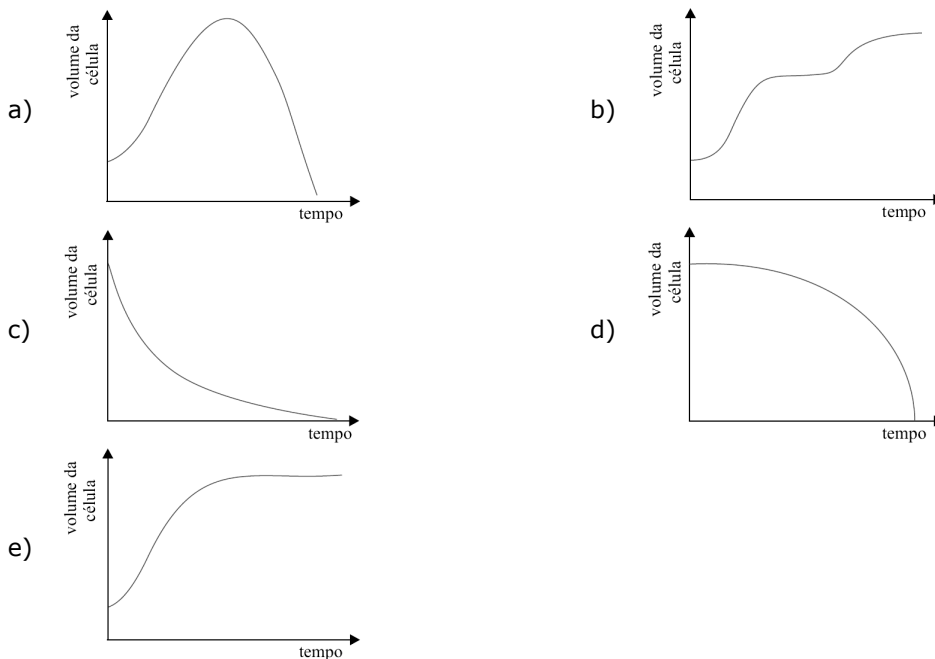 a)
volume da
célula
tempo
b)
volume da
célula
tempo
c)
volume da
célula
tempo
d)
volume da
célula
tempo
e)
volume da
célula
tempo